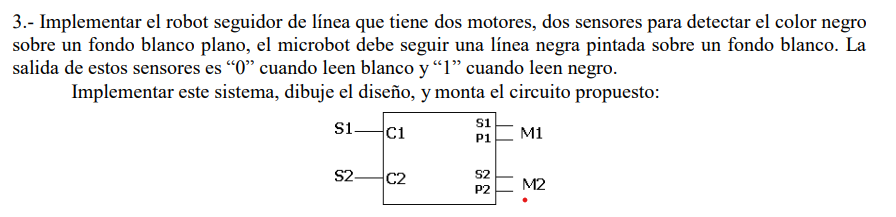 3.- Implementar el robot seguidor de línea que tiene dos motores, dos sensores para detectar el color negro
sobre un fondo blanco plano, el microbot debe seguir una línea negra pintada sobre un fondo blanco. La
salida de estos sensores es “0” cuando leen blanco y “1” cuando leen negro.
Implementar este sistema, dibuje el diseño, y monta el circuito propuesto:
S1 C1 S1 M1
P1
S2 C2 S2 M2
P2